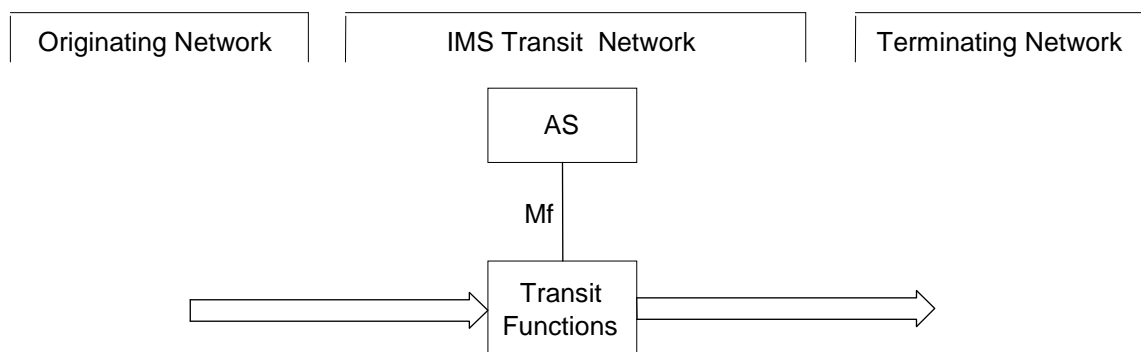 Originating Network
IMS Transit Network
Terminating Network
AS
Mf
Transit
Functions